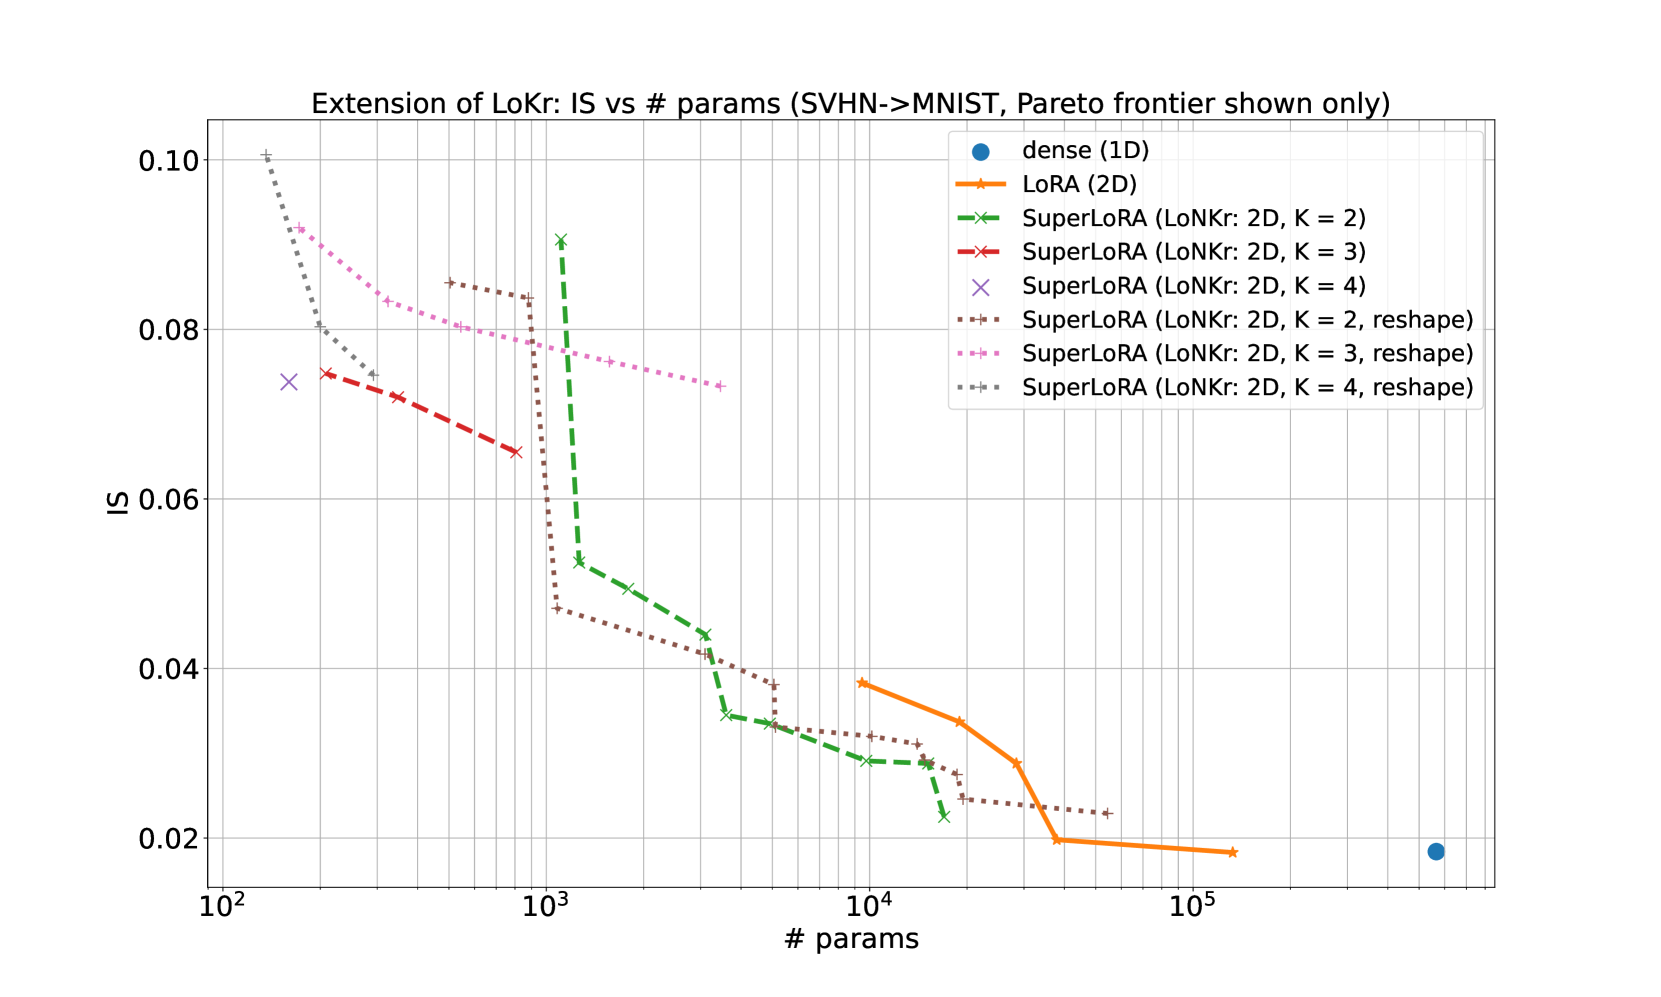 Extension of LoKr: IS vs # params (SVHN->MNIST, Pareto frontier shown only)
dense (1D)
LoRA (2D)
SuperLoRA (LoNKr: 2D, K = 2)
SuperLoRA (LoNKr: 2D, K = 3)
SuperLoRA (LoNKr: 2D, K = 4)
SuperLoRA (LoNKr: 2D, K = 2, reshape)
SuperLoRA (LoNKr: 2D, K = 3, reshape)
SuperLoRA (LoNKr: 2D, K = 4, reshape)
0.10
0.08
0.06
0.04
0.02
IS
10² 10³ 10⁴ 10⁵
# params